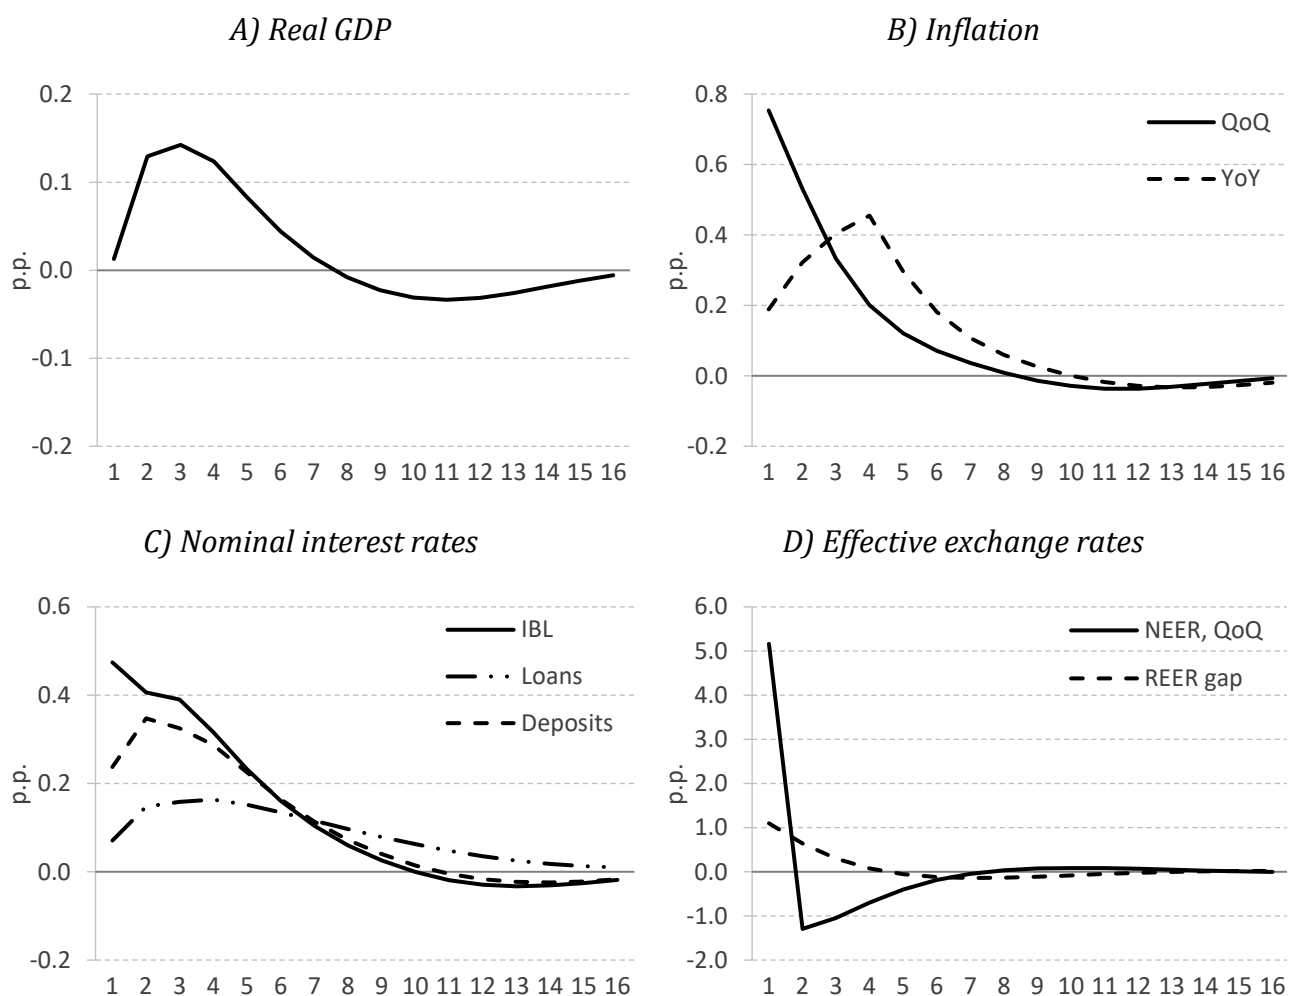 A) Real GDP
B) Inflation
0.2
0.1
0.0
-0.1
-0.2
p.p.
1 2 3 4 5 6 7 8 9 10 11 12 13 14 15 16
0.8
0.6
0.4
0.2
0.0
-0.2
p.p.
QoQ
YoY
1 2 3 4 5 6 7 8 9 10 11 12 13 14 15 16
C) Nominal interest rates
D) Effective exchange rates
0.6
0.4
0.2
0.0
-0.2
p.p.
IBL
Loans
Deposits
1 2 3 4 5 6 7 8 9 10 11 12 13 14 15 16
6.0
5.0
4.0
3.0
2.0
1.0
0.0
-1.0
-2.0
p.p.
NEER, QoQ
REER gap
1 2 3 4 5 6 7 8 9 10 11 12 13 14 15 16